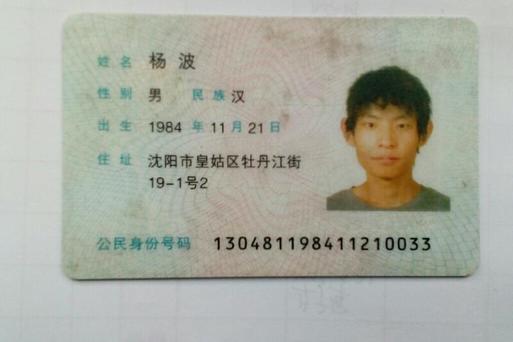 姓名 杨波
性别 男 民族 汉
出生 1984 年 11 月 21 日
住址 沈阳市皇姑区牡丹江街
19-1号2
公民身份号码 130481198411210033